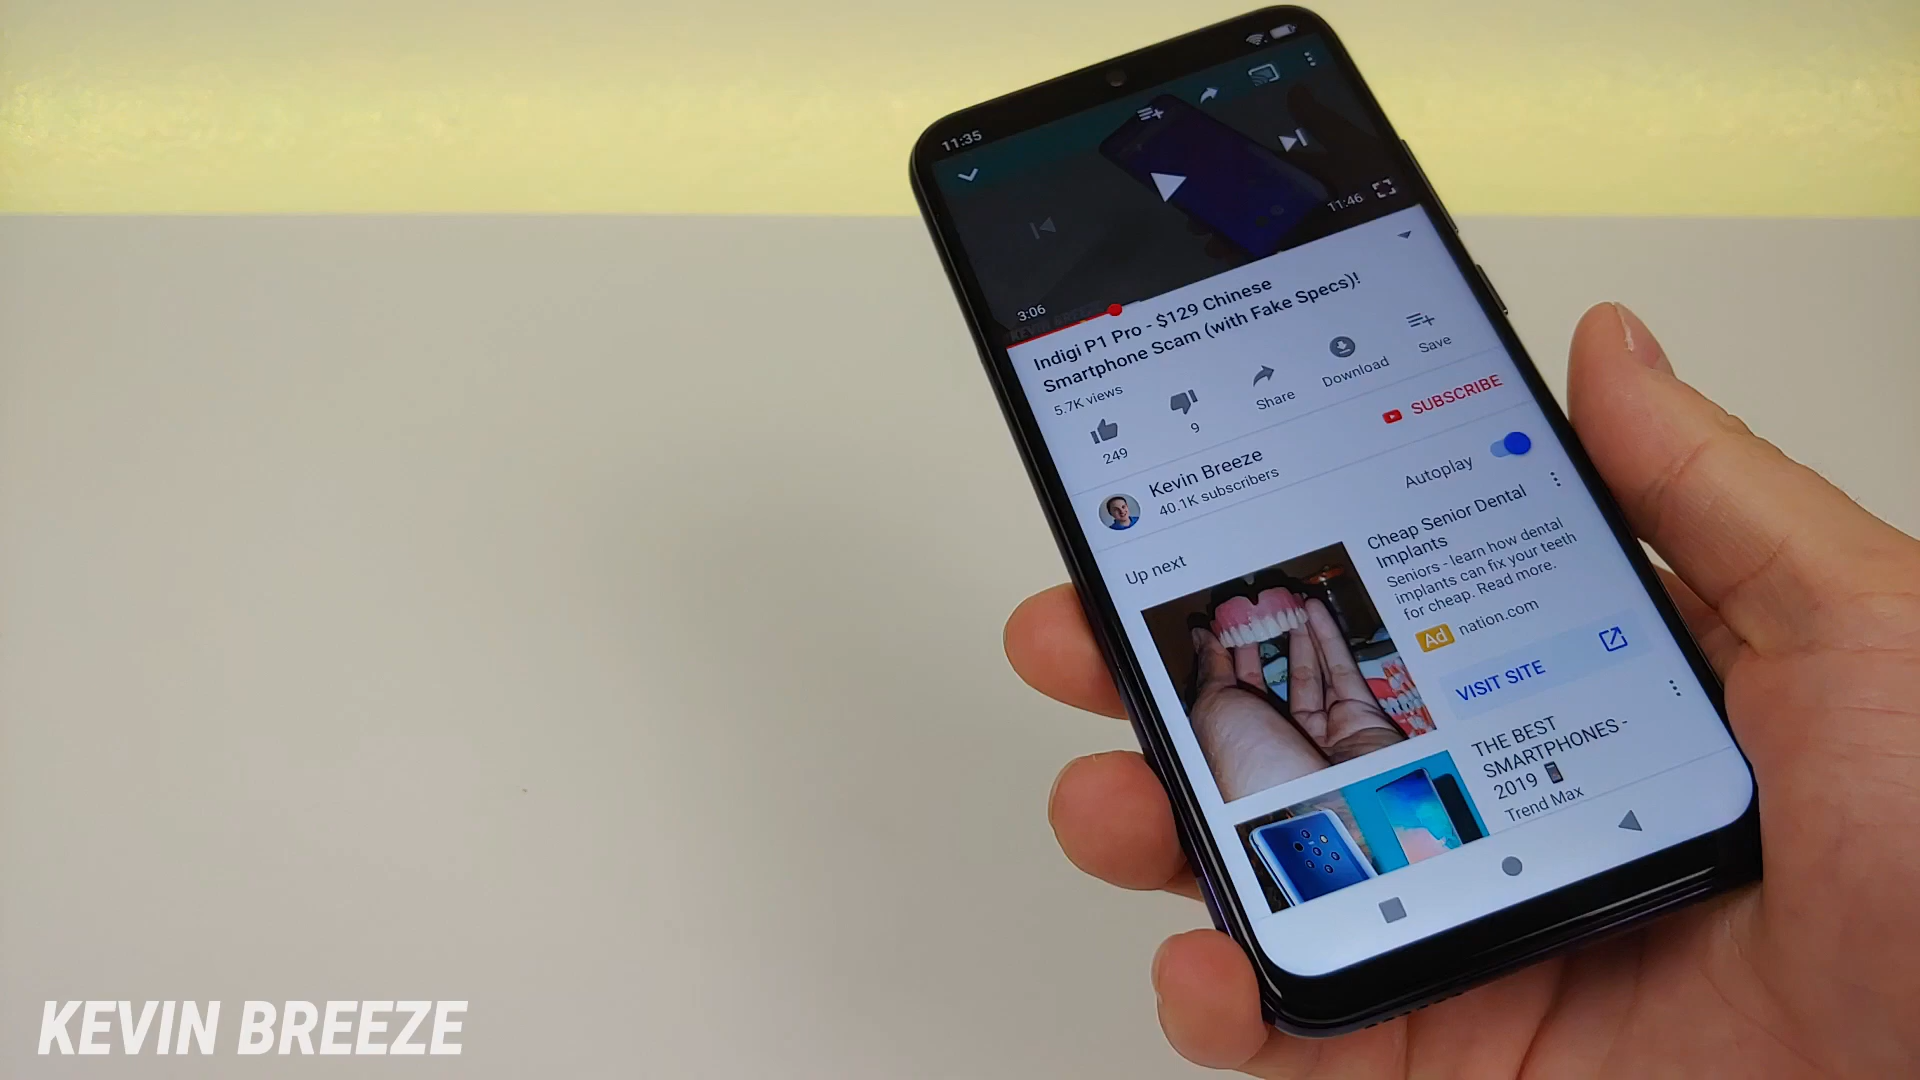 11:35
11:46
3:06
Indigi P1 Pro - $129 Chinese
Smartphone Scam (with Fake Specs)!
5.7K views
249
9
Share
Download
Save
Kevin Breeze
40.1K subscribers
SUBSCRIBE
Autoplay
Up next
Cheap Senior Dental
Implants
Seniors - learn how dental
implants can fix your teeth
for cheap. Read more.
Ad nation.com
VISIT SITE
THE BEST
SMARTPHONES -
2019 📱
Trend Max
KEVIN BREEZE